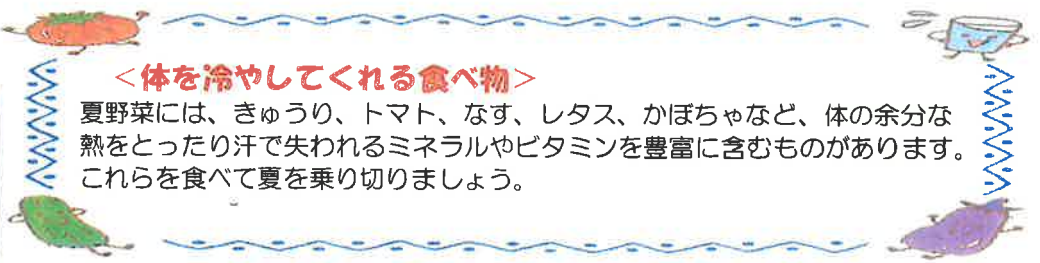 ＜体を冷やしてくれる食べ物＞
夏野菜には、きゅうり、トマト、なす、レタス、かぼちゃなど、体の余分な
熱をとったり汗で失われるミネラルやビタミンを豊富に含むものがあります。
これらを食べて夏を乗り切りましょう。